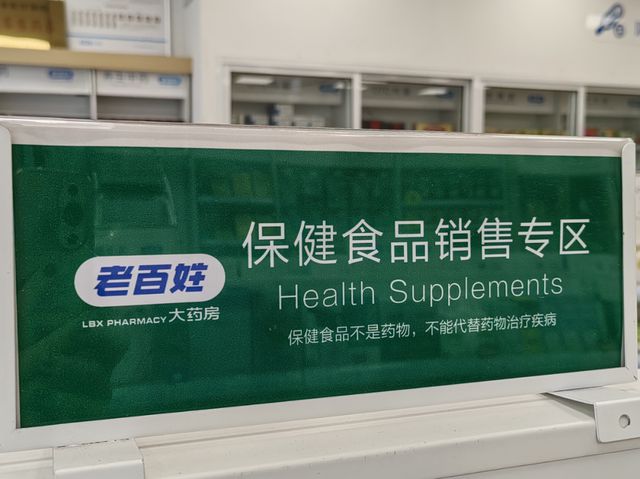 老百姓
LBX PHARMACY 大药房
保健食品销售专区
Health Supplements
保健食品不是药物，不能代替药物治疗疾病